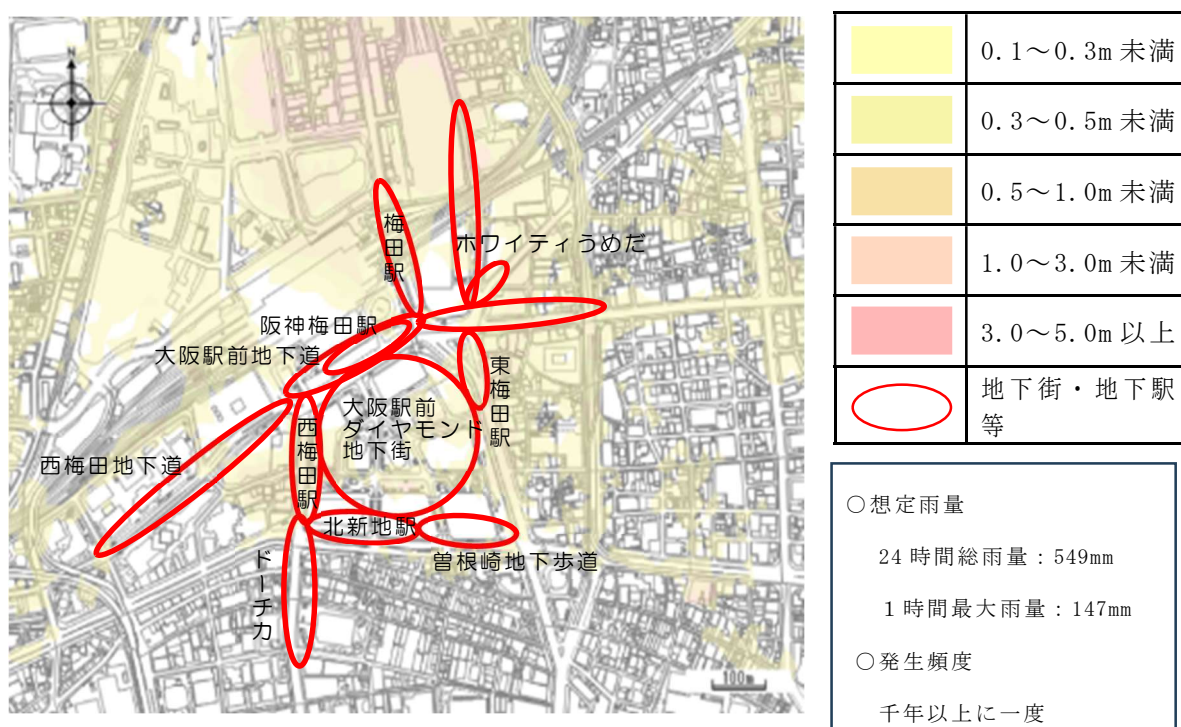 N
梅田駅
ホワイティうめだ
阪神梅田駅
大阪駅前地下道
東梅田駅
大阪駅前
ダイヤモンド
地下街
西梅田駅
西梅田地下道
北新地駅
曽根崎地下歩道
ドーチカ
100m
0.1～0.3m 未満
0.3～0.5m 未満
0.5～1.0m 未満
1.0～3.0m 未満
3.0～5.0m 以上
地下街・地下駅
等
○想定雨量
24 時間総雨量：549mm
1 時間最大雨量：147mm
○発生頻度
千年以上に一度